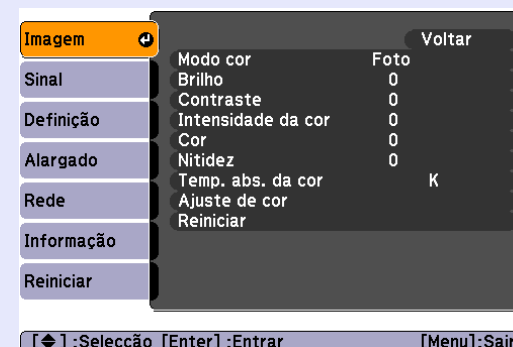 Imagem
Sinal
Definição
Alargado
Rede
Informação
Reiniciar
Voltar
Modo cor Foto
Brilho 0
Contraste 0
Intensidade da cor 0
Cor 0
Nitidez 0
Temp. abs. da cor K
Ajuste de cor
Reiniciar
[◆] :Selecção [Enter] :Entrar [Menu]:Sair